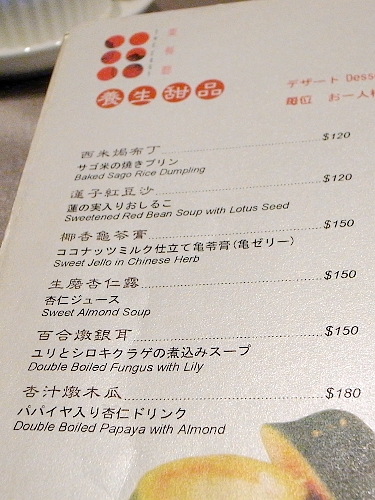 養生甜品
デザート Dess
每位 お一人
西米焗布丁 $120
サゴ米の焼きプリン
Baked Sago Rice Dumpling
蓮子紅豆沙 $120
蓮の実入りおしるこ
Sweetened Red Bean Soup with Lotus Seed
椰香龜苓膏 $150
ココナッツミルク仕立て亀苓膏(亀ゼリー)
Sweet Jello in Chinese Herb
生磨杏仁露 $150
杏仁ジュース
Sweet Almond Soup
百合燉銀耳 $150
ユリとシロキクラゲの煮込みスープ
Double Boiled Fungus with Lily
杏汁燉木瓜 $180
パパイヤ入り杏仁ドリンク
Double Boiled Papaya with Almond